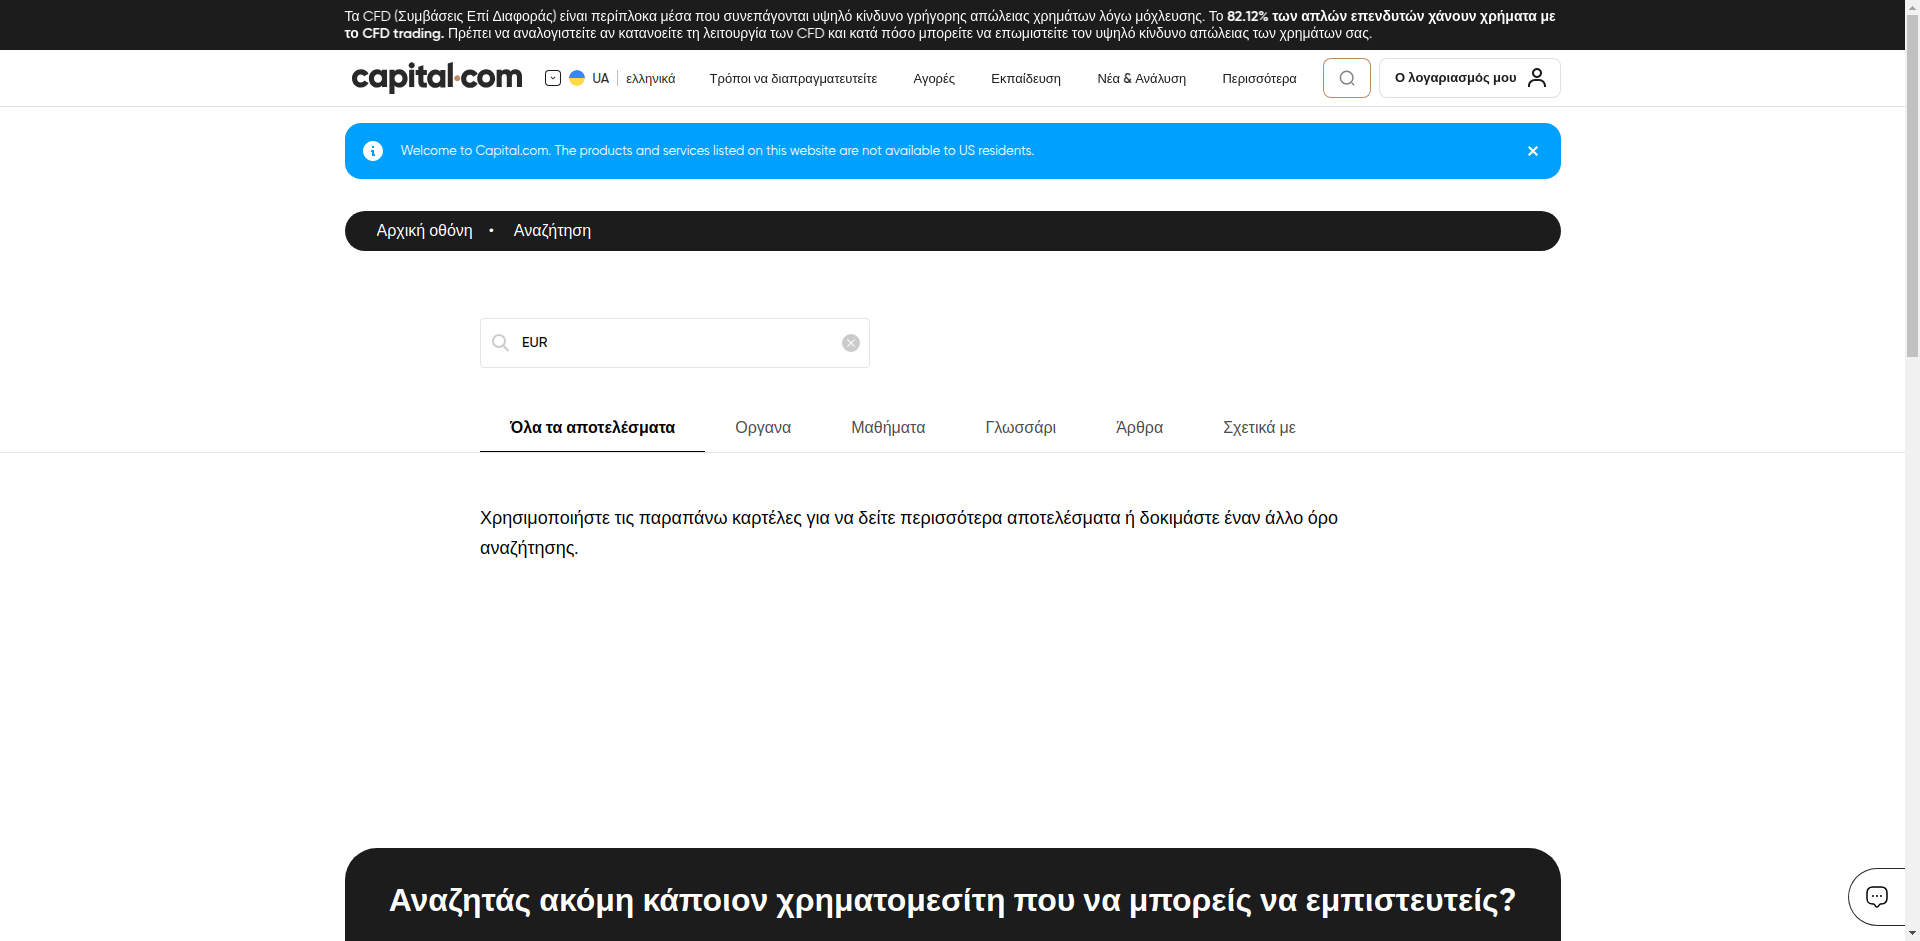 Τα CFD (Συμβάσεις Επί Διαφοράς) είναι περίπλοκα μέσα που συνεπάγονται υψηλό κίνδυνο γρήγορης απώλειας χρημάτων λόγω μόχλευσης. Το 82.12% των απλών επενδυτών χάνουν χρήματα με
το CFD trading. Πρέπει να αναλογιστείτε αν κατανοείτε τη λειτουργία των CFD και κατά πόσο μπορείτε να επωμιστείτε τον υψηλό κίνδυνο απώλειας των χρημάτων σας.
capital.com UA ελληνικά Τρόποι να διαπραγματευτείτε Αγορές Εκπαίδευση Νέα & Ανάλυση Περισσότερα Ο λογαριασμός μου
Welcome to Capital.com. The products and services listed on this website are not available to US residents.
Αρχική οθόνη • Αναζήτηση
EUR
Όλα τα αποτελέσματα Οργανα Μαθήματα Γλωσσάρι Άρθρα Σχετικά με
Χρησιμοποιήστε τις παραπάνω καρτέλες για να δείτε περισσότερα αποτελέσματα ή δοκιμάστε έναν άλλο όρο
αναζήτησης.
Αναζητάς ακόμη κάποιον χρηματομεσίτη που να μπορείς να εμπιστευτείς?